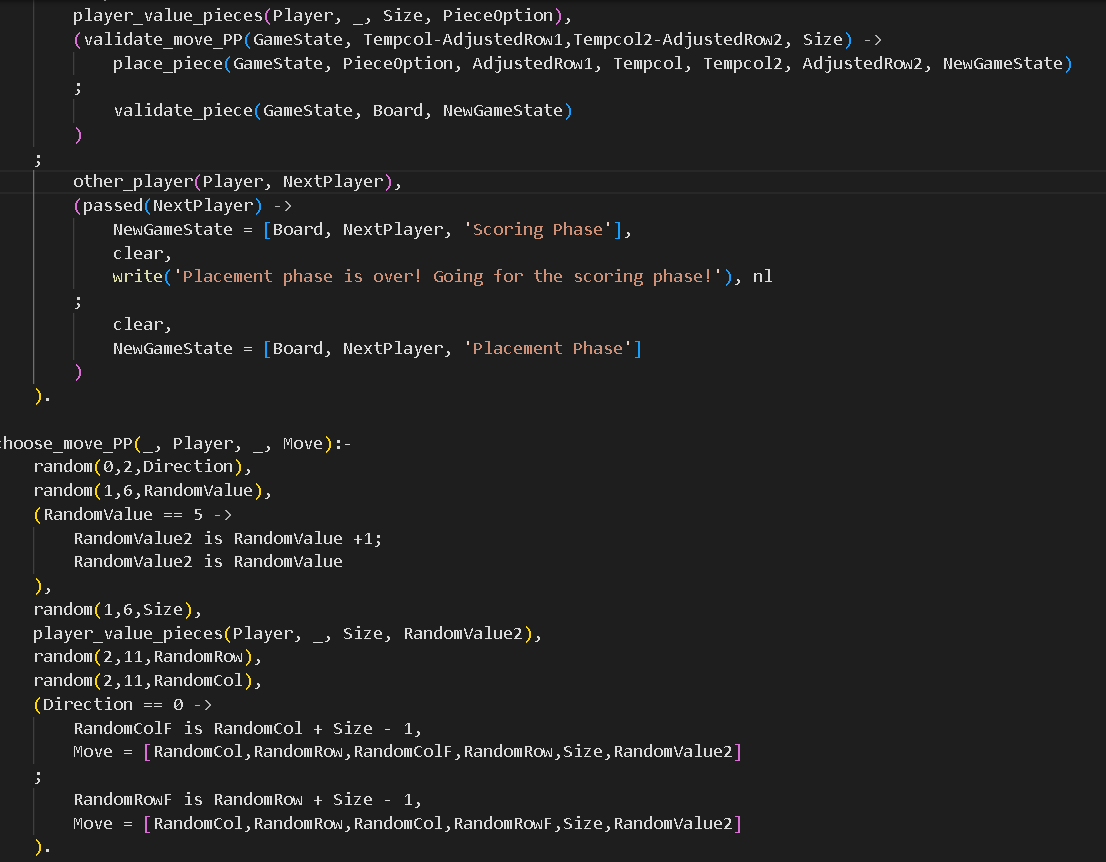 player_value_pieces(Player, _, Size, PieceOption),
(validate_move_PP(GameState, Tempcol-AdjustedRow1,Tempcol2-AdjustedRow2, Size) ->
place_piece(GameState, PieceOption, AdjustedRow1, Tempcol, Tempcol2, AdjustedRow2, NewGameState)
;
validate_piece(GameState, Board, NewGameState)
)
;
other_player(Player, NextPlayer),
(passed(NextPlayer) ->
NewGameState = [Board, NextPlayer, 'Scoring Phase'],
clear,
write('Placement phase is over! Going for the scoring phase!'), nl
;
clear,
NewGameState = [Board, NextPlayer, 'Placement Phase']
)
).
hoose_move_PP(_, Player, _, Move):-
random(0,2,Direction),
random(1,6,RandomValue),
(RandomValue == 5 ->
RandomValue2 is RandomValue +1;
RandomValue2 is RandomValue
),
random(1,6,Size),
player_value_pieces(Player, _, Size, RandomValue2),
random(2,11,RandomRow),
random(2,11,RandomCol),
(Direction == 0 ->
RandomColF is RandomCol + Size - 1,
Move = [RandomCol,RandomRow,RandomColF,RandomRow,Size,RandomValue2]
;
RandomRowF is RandomRow + Size - 1,
Move = [RandomCol,RandomRow,RandomCol,RandomRowF,Size,RandomValue2]
).